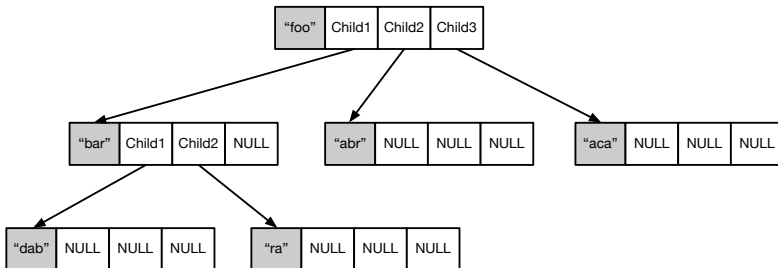 “foo” Child1 Child2 Child3
“bar” Child1 Child2 NULL “abr” NULL NULL NULL “aca” NULL NULL NULL
“dab” NULL NULL NULL “ra” NULL NULL NULL